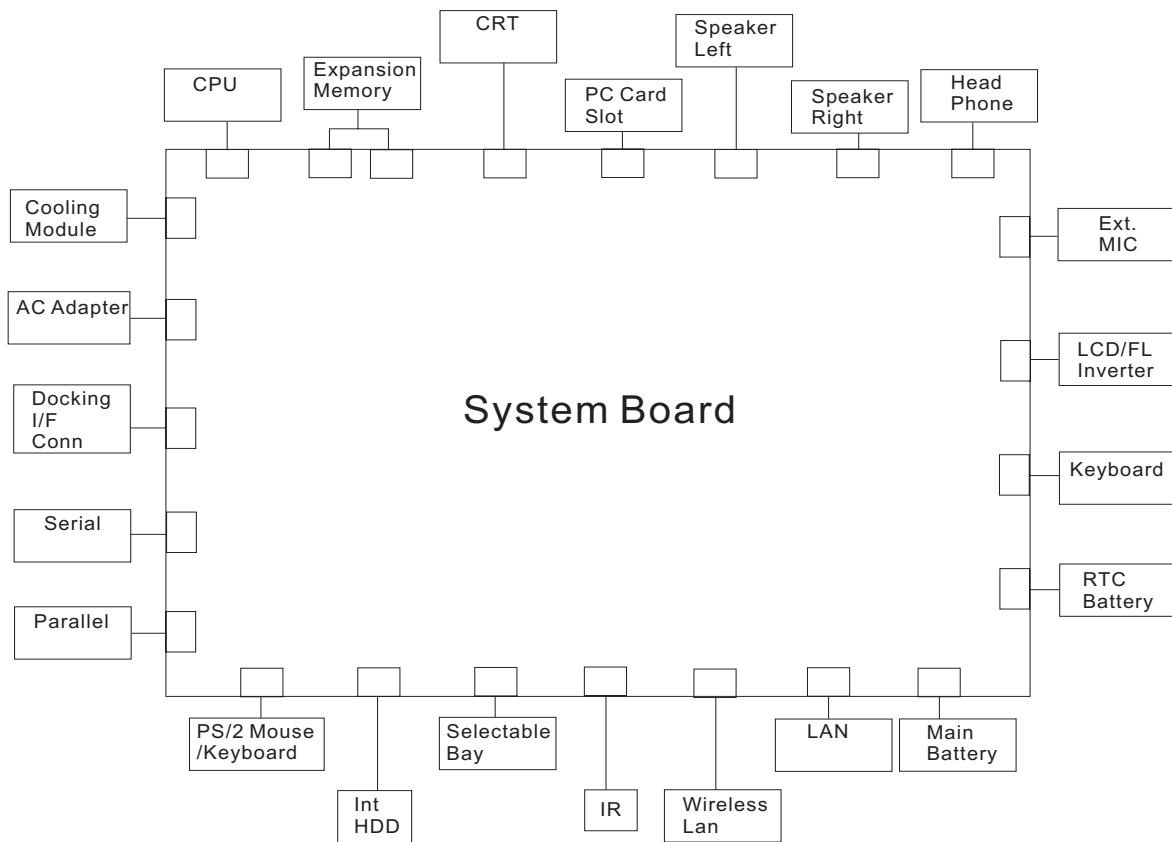 CRT
Speaker
Left
CPU
Expansion
Memory
PC Card
Slot
Speaker
Right
Head
Phone
Cooling
Module
Ext.
MIC
AC Adapter
LCD/FL
Inverter
Docking
I/F
Conn
System Board
Keyboard
Serial
RTC
Battery
Parallel
PS/2 Mouse
/Keyboard
Selectable
Bay
LAN
Main
Battery
Int
HDD
IR
Wireless
Lan